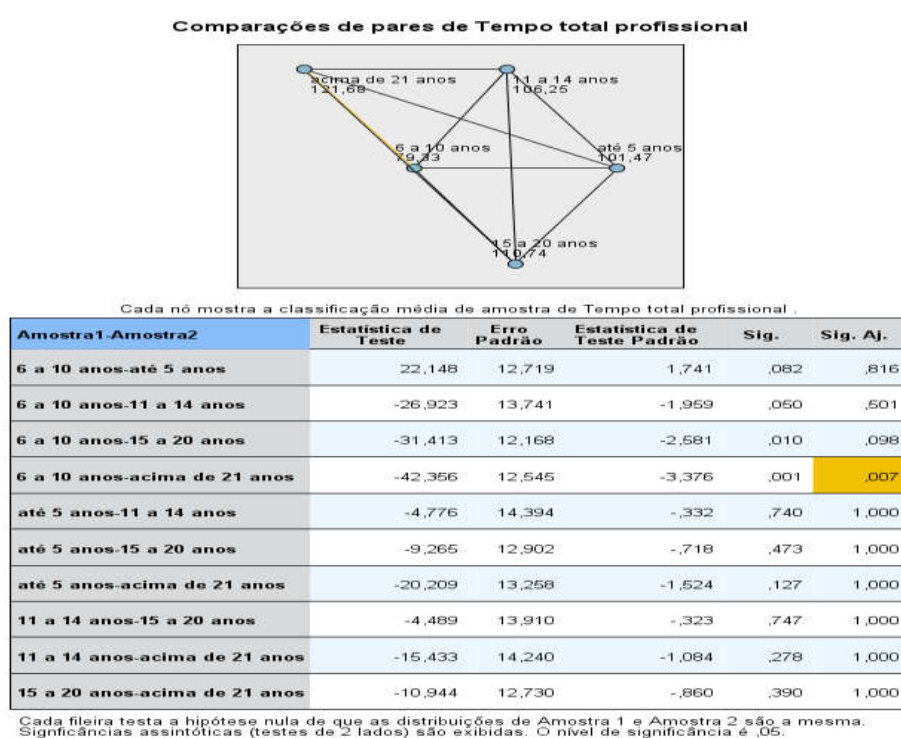 Comparações de pares de Tempo total profissional
acima de 21 anos
121,68
11 a 14 anos
106,25
6 a 10 anos
79,33
até 5 anos
101,47
15 a 20 anos
110,74
Cada nó mostra a classificação média de amostra de Tempo total profissional .
Amostra1-Amostra2 Estatística de Teste Erro Padrão Estatística de Teste Padrão Sig. Sig. Aj.
6 a 10 anos-até 5 anos 22,148 12,719 1,741 ,082 ,816
6 a 10 anos-11 a 14 anos -26,923 13,741 -1,959 ,050 ,501
6 a 10 anos-15 a 20 anos -31,413 12,168 -2,581 ,010 ,098
6 a 10 anos-acima de 21 anos -42,356 12,545 -3,376 ,001 ,007
até 5 anos-11 a 14 anos -4,776 14,394 -,332 ,740 1,000
até 5 anos-15 a 20 anos -9,265 12,902 -,718 ,473 1,000
até 5 anos-acima de 21 anos -20,209 13,258 -1,524 ,127 1,000
11 a 14 anos-15 a 20 anos -4,489 13,910 -,323 ,747 1,000
11 a 14 anos-acima de 21 anos -15,433 14,240 -1,084 ,278 1,000
15 a 20 anos-acima de 21 anos -10,944 12,730 -,860 ,390 1,000
Cada fileira testa a hipótese nula de que as distribuições de Amostra 1 e Amostra 2 são a mesma.
Signficâncias assintóticas (testes de 2 lados) são exibidas. O nível de significância é ,05.